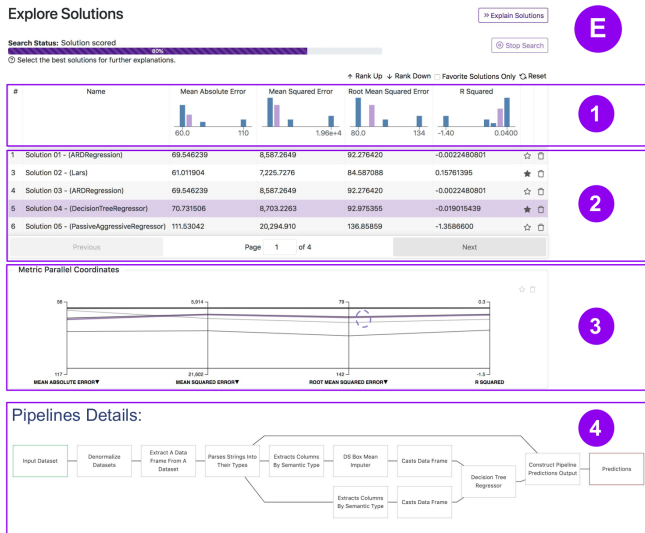 Explore Solutions
» Explain Solutions
E
Search Status: Solution scored
80%
Stop Search
Select the best solutions for further explanations.
↑ Rank Up ↓ Rank Down Favorite Solutions Only Reset
# Name Mean Absolute Error Mean Squared Error Root Mean Squared Error R Squared
60.0 110 1.96e+4 80.0 134 -1.40 0.0400
1
1 Solution 01 - (ARDRegression) 69.546239 8,587.2649 92.276420 -0.0022480801
3 Solution 02 - (Lars) 61.011904 7,225.7276 84.587088 0.15761395
4 Solution 03 - (ARDRegression) 69.546239 8,587.2649 92.276420 -0.0022480801
5 Solution 04 - (DecisionTreeRegressor) 70.731506 8,703.2263 92.975355 -0.019015439
6 Solution 05 - (PassiveAggressiveRegressor) 111.53042 20,294.910 136.85859 -1.3586600
2
Previous Page 1 of 4 Next
Metric Parallel Coordinates
56 5,914 79 0.3
3
117 21,602 142 -1.5
MEAN ABSOLUTE ERROR▼ MEAN SQUARED ERROR▼ ROOT MEAN SQUARED ERROR▼ R SQUARED
Pipelines Details:
4
Input Dataset
Denormalize
Datasets
Extract A Data
Frame From A
Dataset
Parses Strings Into
Their Types
Extracts Columns
By Semantic Type
DS Box Mean
Imputer
Casts Data Frame
Extracts Columns
By Semantic Type
Casts Data Frame
Decision Tree
Regressor
Construct Pipeline
Predictions Output
Predictions